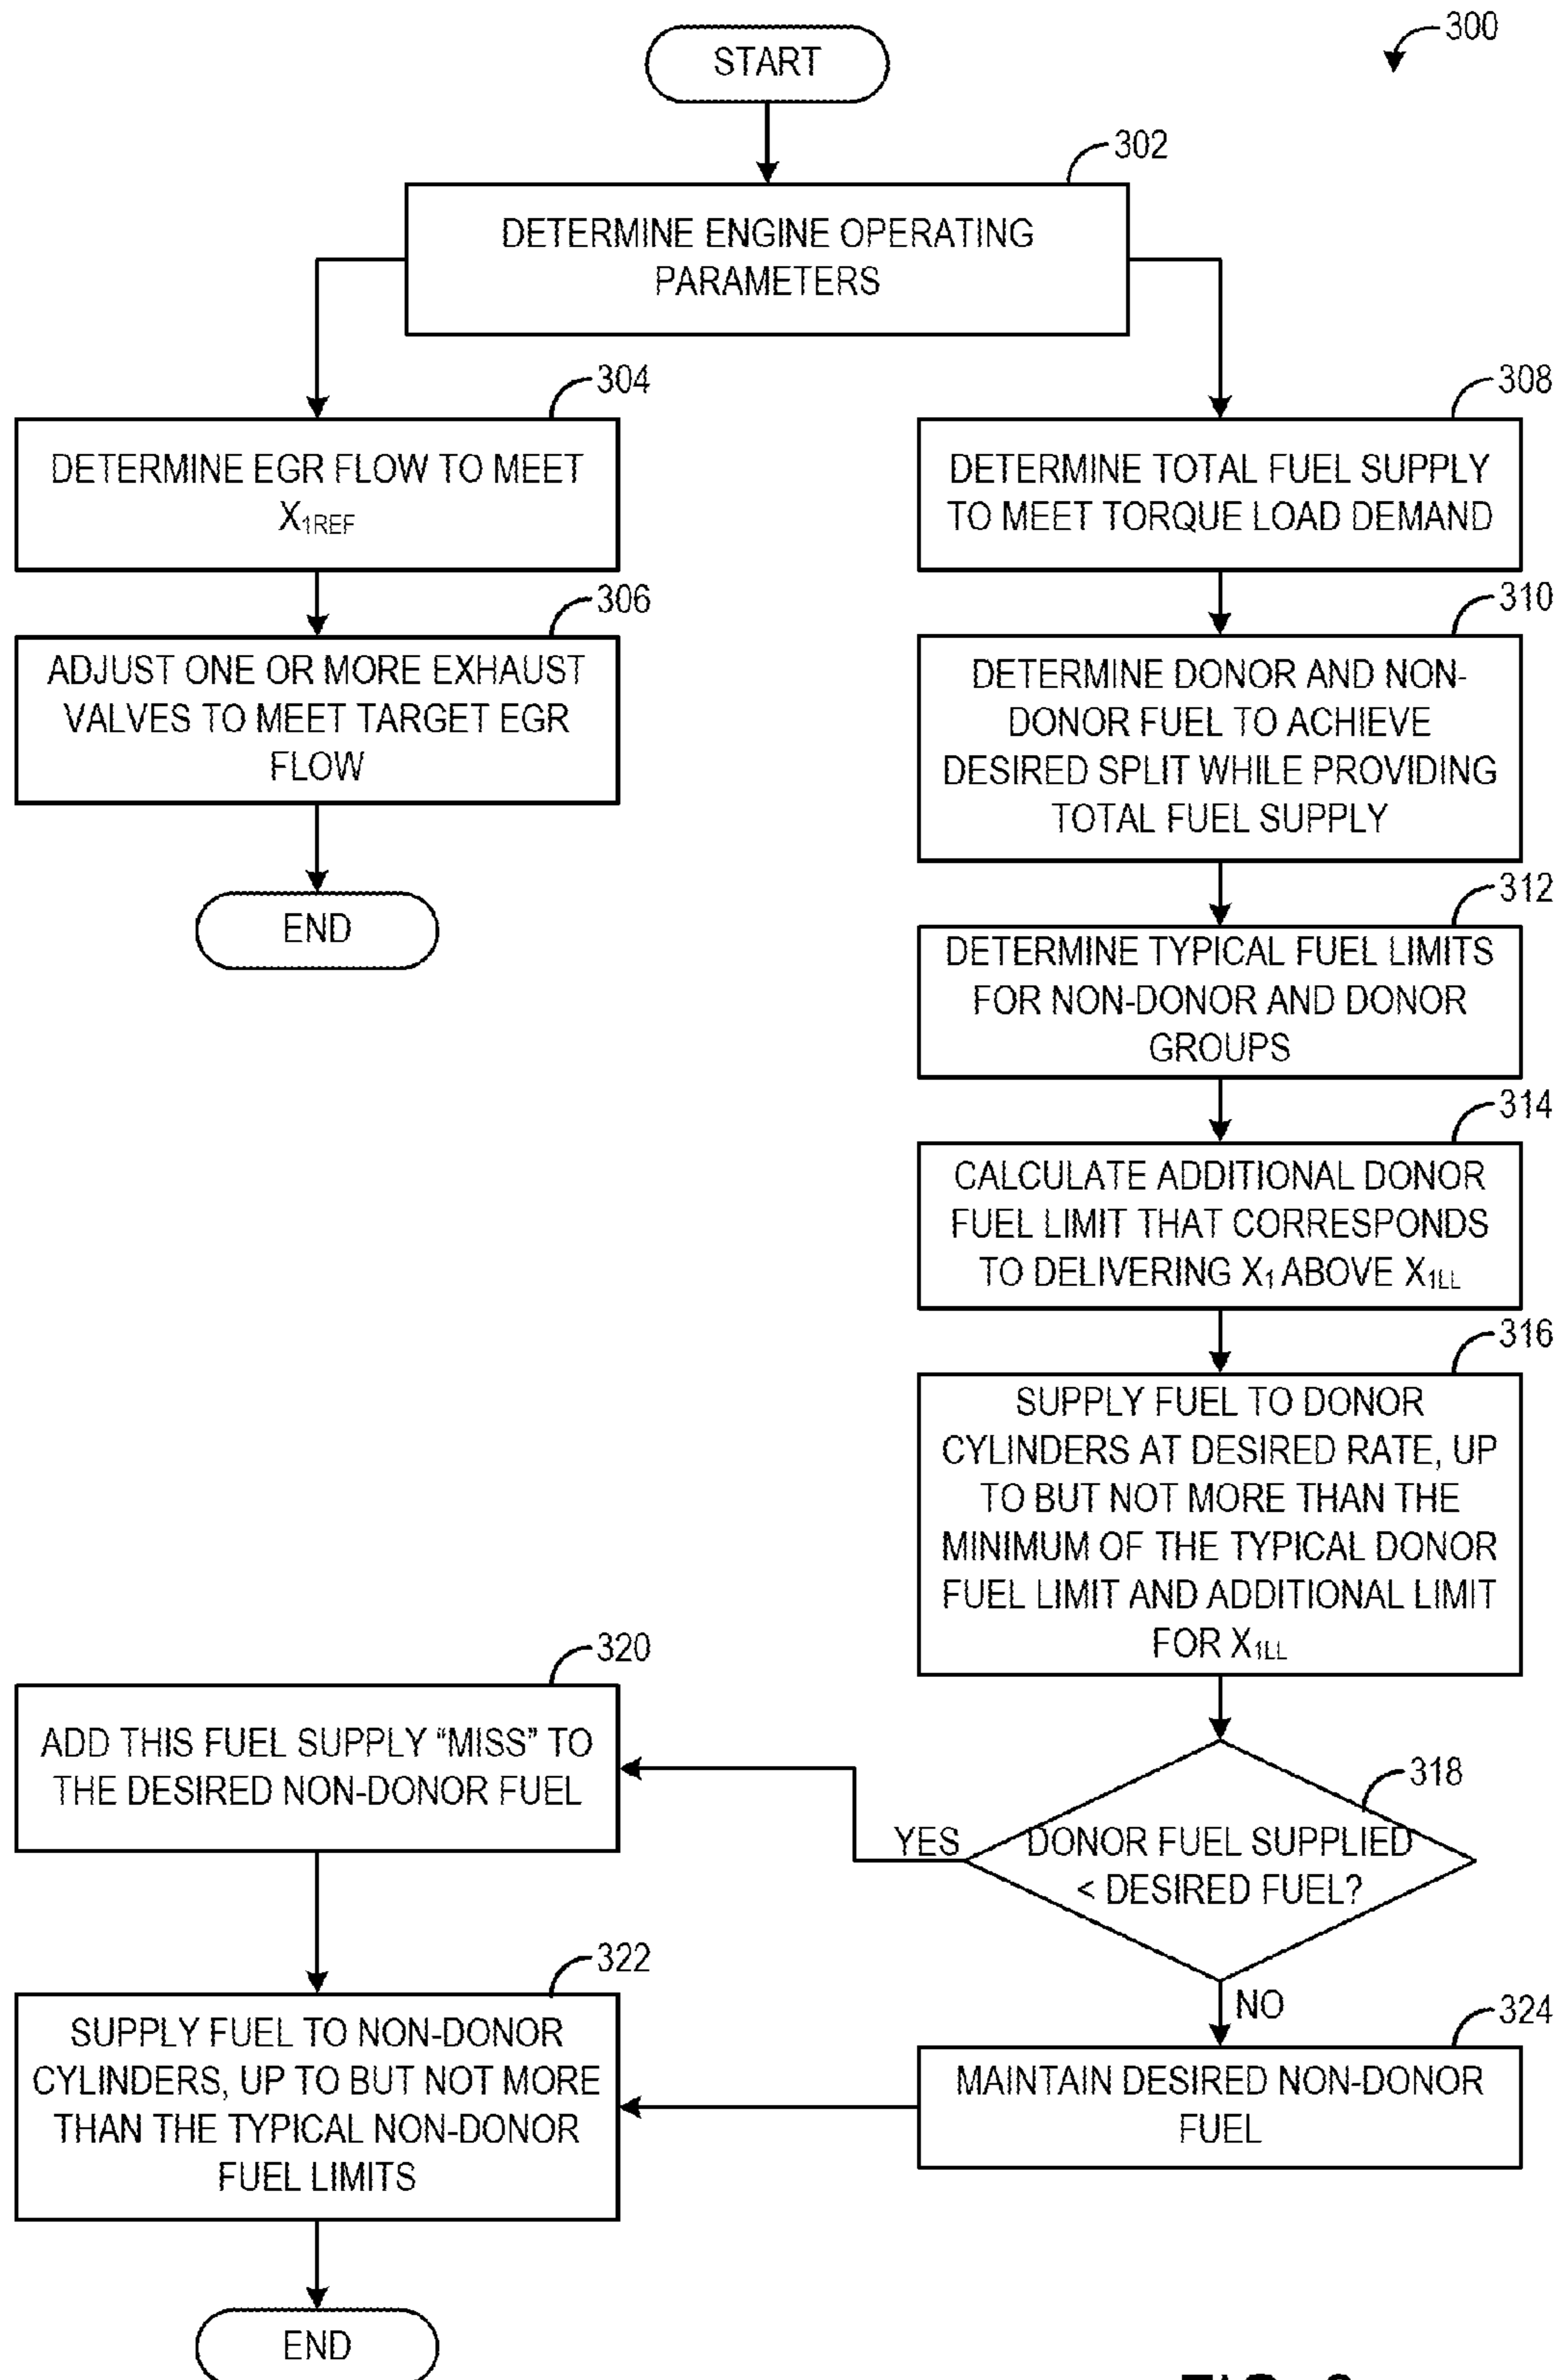 300
START
302
DETERMINE ENGINE OPERATING
PARAMETERS
304
DETERMINE EGR FLOW TO MEET
X1REF
306
ADJUST ONE OR MORE EXHAUST
VALVES TO MEET TARGET EGR
FLOW
END
308
DETERMINE TOTAL FUEL SUPPLY
TO MEET TORQUE LOAD DEMAND
310
DETERMINE DONOR AND NON-
DONOR FUEL TO ACHIEVE
DESIRED SPLIT WHILE PROVIDING
TOTAL FUEL SUPPLY
312
DETERMINE TYPICAL FUEL LIMITS
FOR NON-DONOR AND DONOR
GROUPS
314
CALCULATE ADDITIONAL DONOR
FUEL LIMIT THAT CORRESPONDS
TO DELIVERING X1 ABOVE X1LL
316
SUPPLY FUEL TO DONOR
CYLINDERS AT DESIRED RATE, UP
TO BUT NOT MORE THAN THE
MINIMUM OF THE TYPICAL DONOR
FUEL LIMIT AND ADDITIONAL LIMIT
FOR X1LL
318
DONOR FUEL SUPPLIED
< DESIRED FUEL?
YES
320
ADD THIS FUEL SUPPLY “MISS” TO
THE DESIRED NON-DONOR FUEL
NO
324
MAINTAIN DESIRED NON-DONOR
FUEL
322
SUPPLY FUEL TO NON-DONOR
CYLINDERS, UP TO BUT NOT MORE
THAN THE TYPICAL NON-DONOR
FUEL LIMITS
END